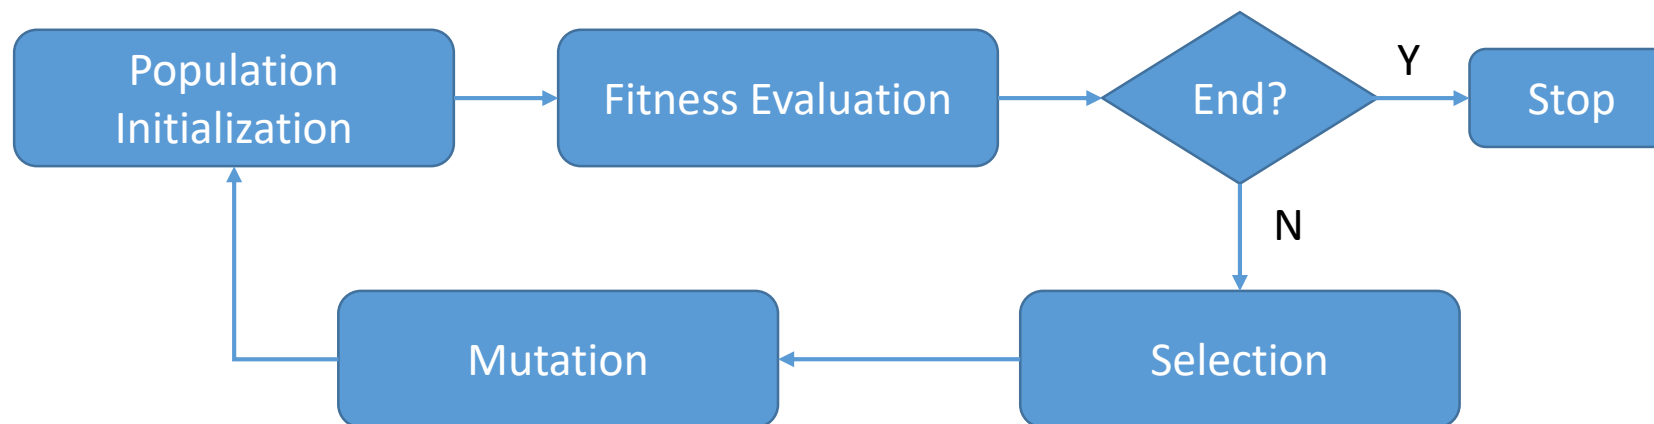 Population
Initialization
Fitness Evaluation
End?
Y
Stop
N
Mutation
Selection